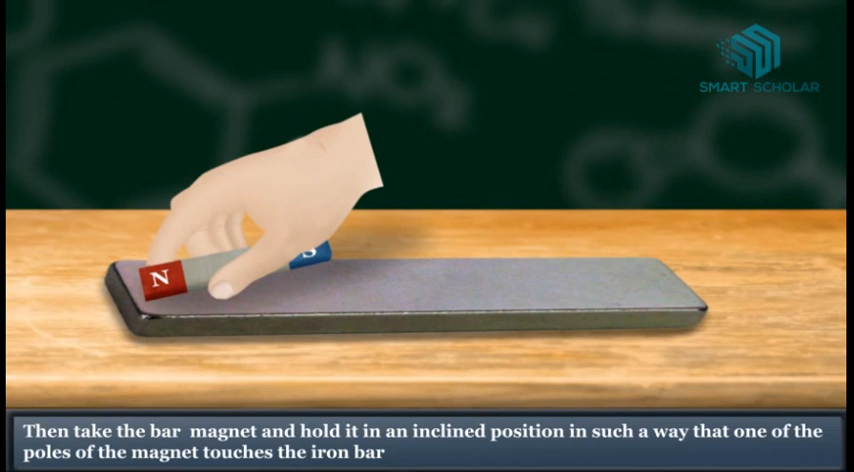 SMART SCHOLAR
N
S
Then take the bar magnet and hold it in an inclined position in such a way that one of the
poles of the magnet touches the iron bar